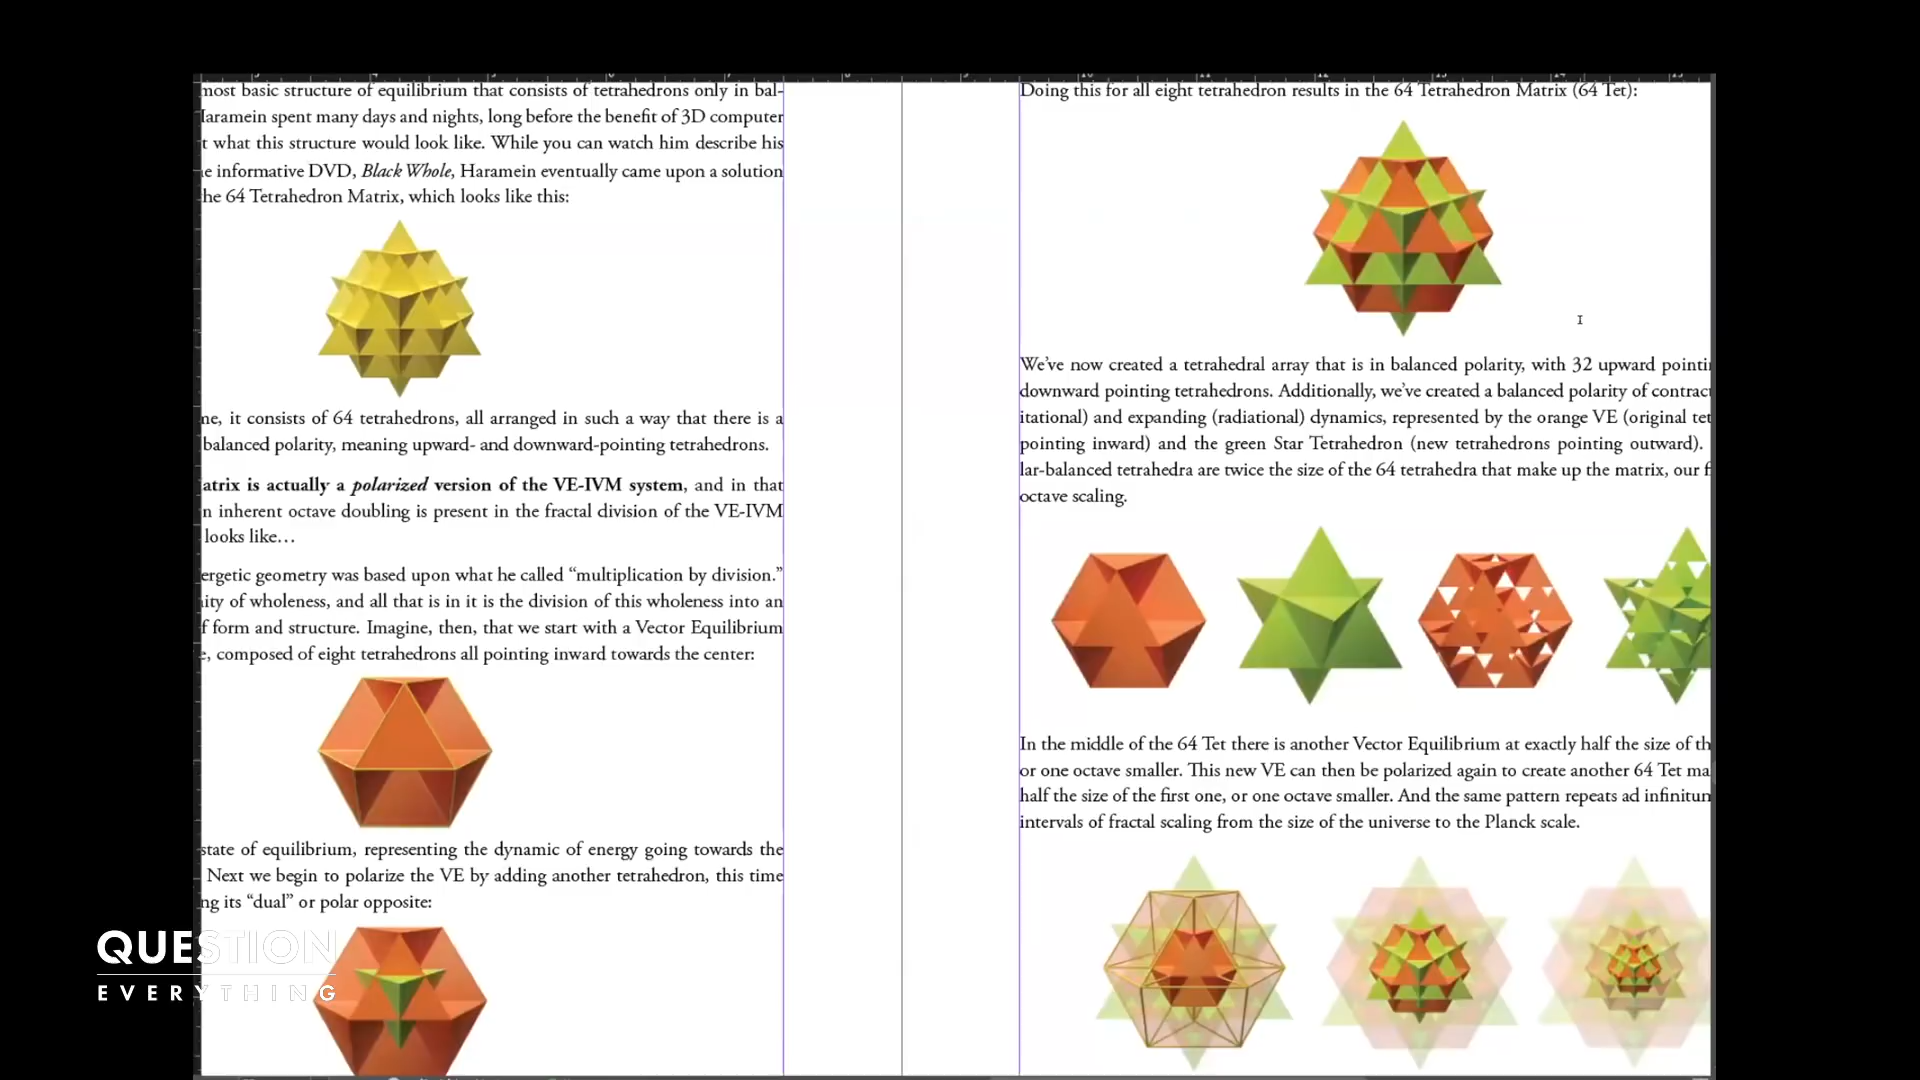 most basic structure of equilibrium that consists of tetrahedrons only in bal-
Haramein spent many days and nights, long before the benefit of 3D computer
t what this structure would look like. While you can watch him describe his
e informative DVD, Black Whole, Haramein eventually came upon a solution
he 64 Tetrahedron Matrix, which looks like this:
ne, it consists of 64 tetrahedrons, all arranged in such a way that there is a
balanced polarity, meaning upward- and downward-pointing tetrahedrons.
atrix is actually a polarized version of the VE-IVM system, and in that
n inherent octave doubling is present in the fractal division of the VE-IVM
looks like…
ergetic geometry was based upon what he called “multiplication by division.”
ity of wholeness, and all that is in it is the division of this wholeness into an
f form and structure. Imagine, then, that we start with a Vector Equilibrium
e, composed of eight tetrahedrons all pointing inward towards the center:
state of equilibrium, representing the dynamic of energy going towards the
Next we begin to polarize the VE by adding another tetrahedron, this time
ng its “dual” or polar opposite:
Doing this for all eight tetrahedron results in the 64 Tetrahedron Matrix (64 Tet):
We’ve now created a tetrahedral array that is in balanced polarity, with 32 upward pointi
downward pointing tetrahedrons. Additionally, we’ve created a balanced polarity of contrac
itational) and expanding (radiational) dynamics, represented by the orange VE (original tet
pointing inward) and the green Star Tetrahedron (new tetrahedrons pointing outward).
lar-balanced tetrahedra are twice the size of the 64 tetrahedra that make up the matrix, our f
octave scaling.
In the middle of the 64 Tet there is another Vector Equilibrium at exactly half the size of th
or one octave smaller. This new VE can then be polarized again to create another 64 Tet ma
half the size of the first one, or one octave smaller. And the same pattern repeats ad infinitum
intervals of fractal scaling from the size of the universe to the Planck scale.
QUESTION
EVERYTHING